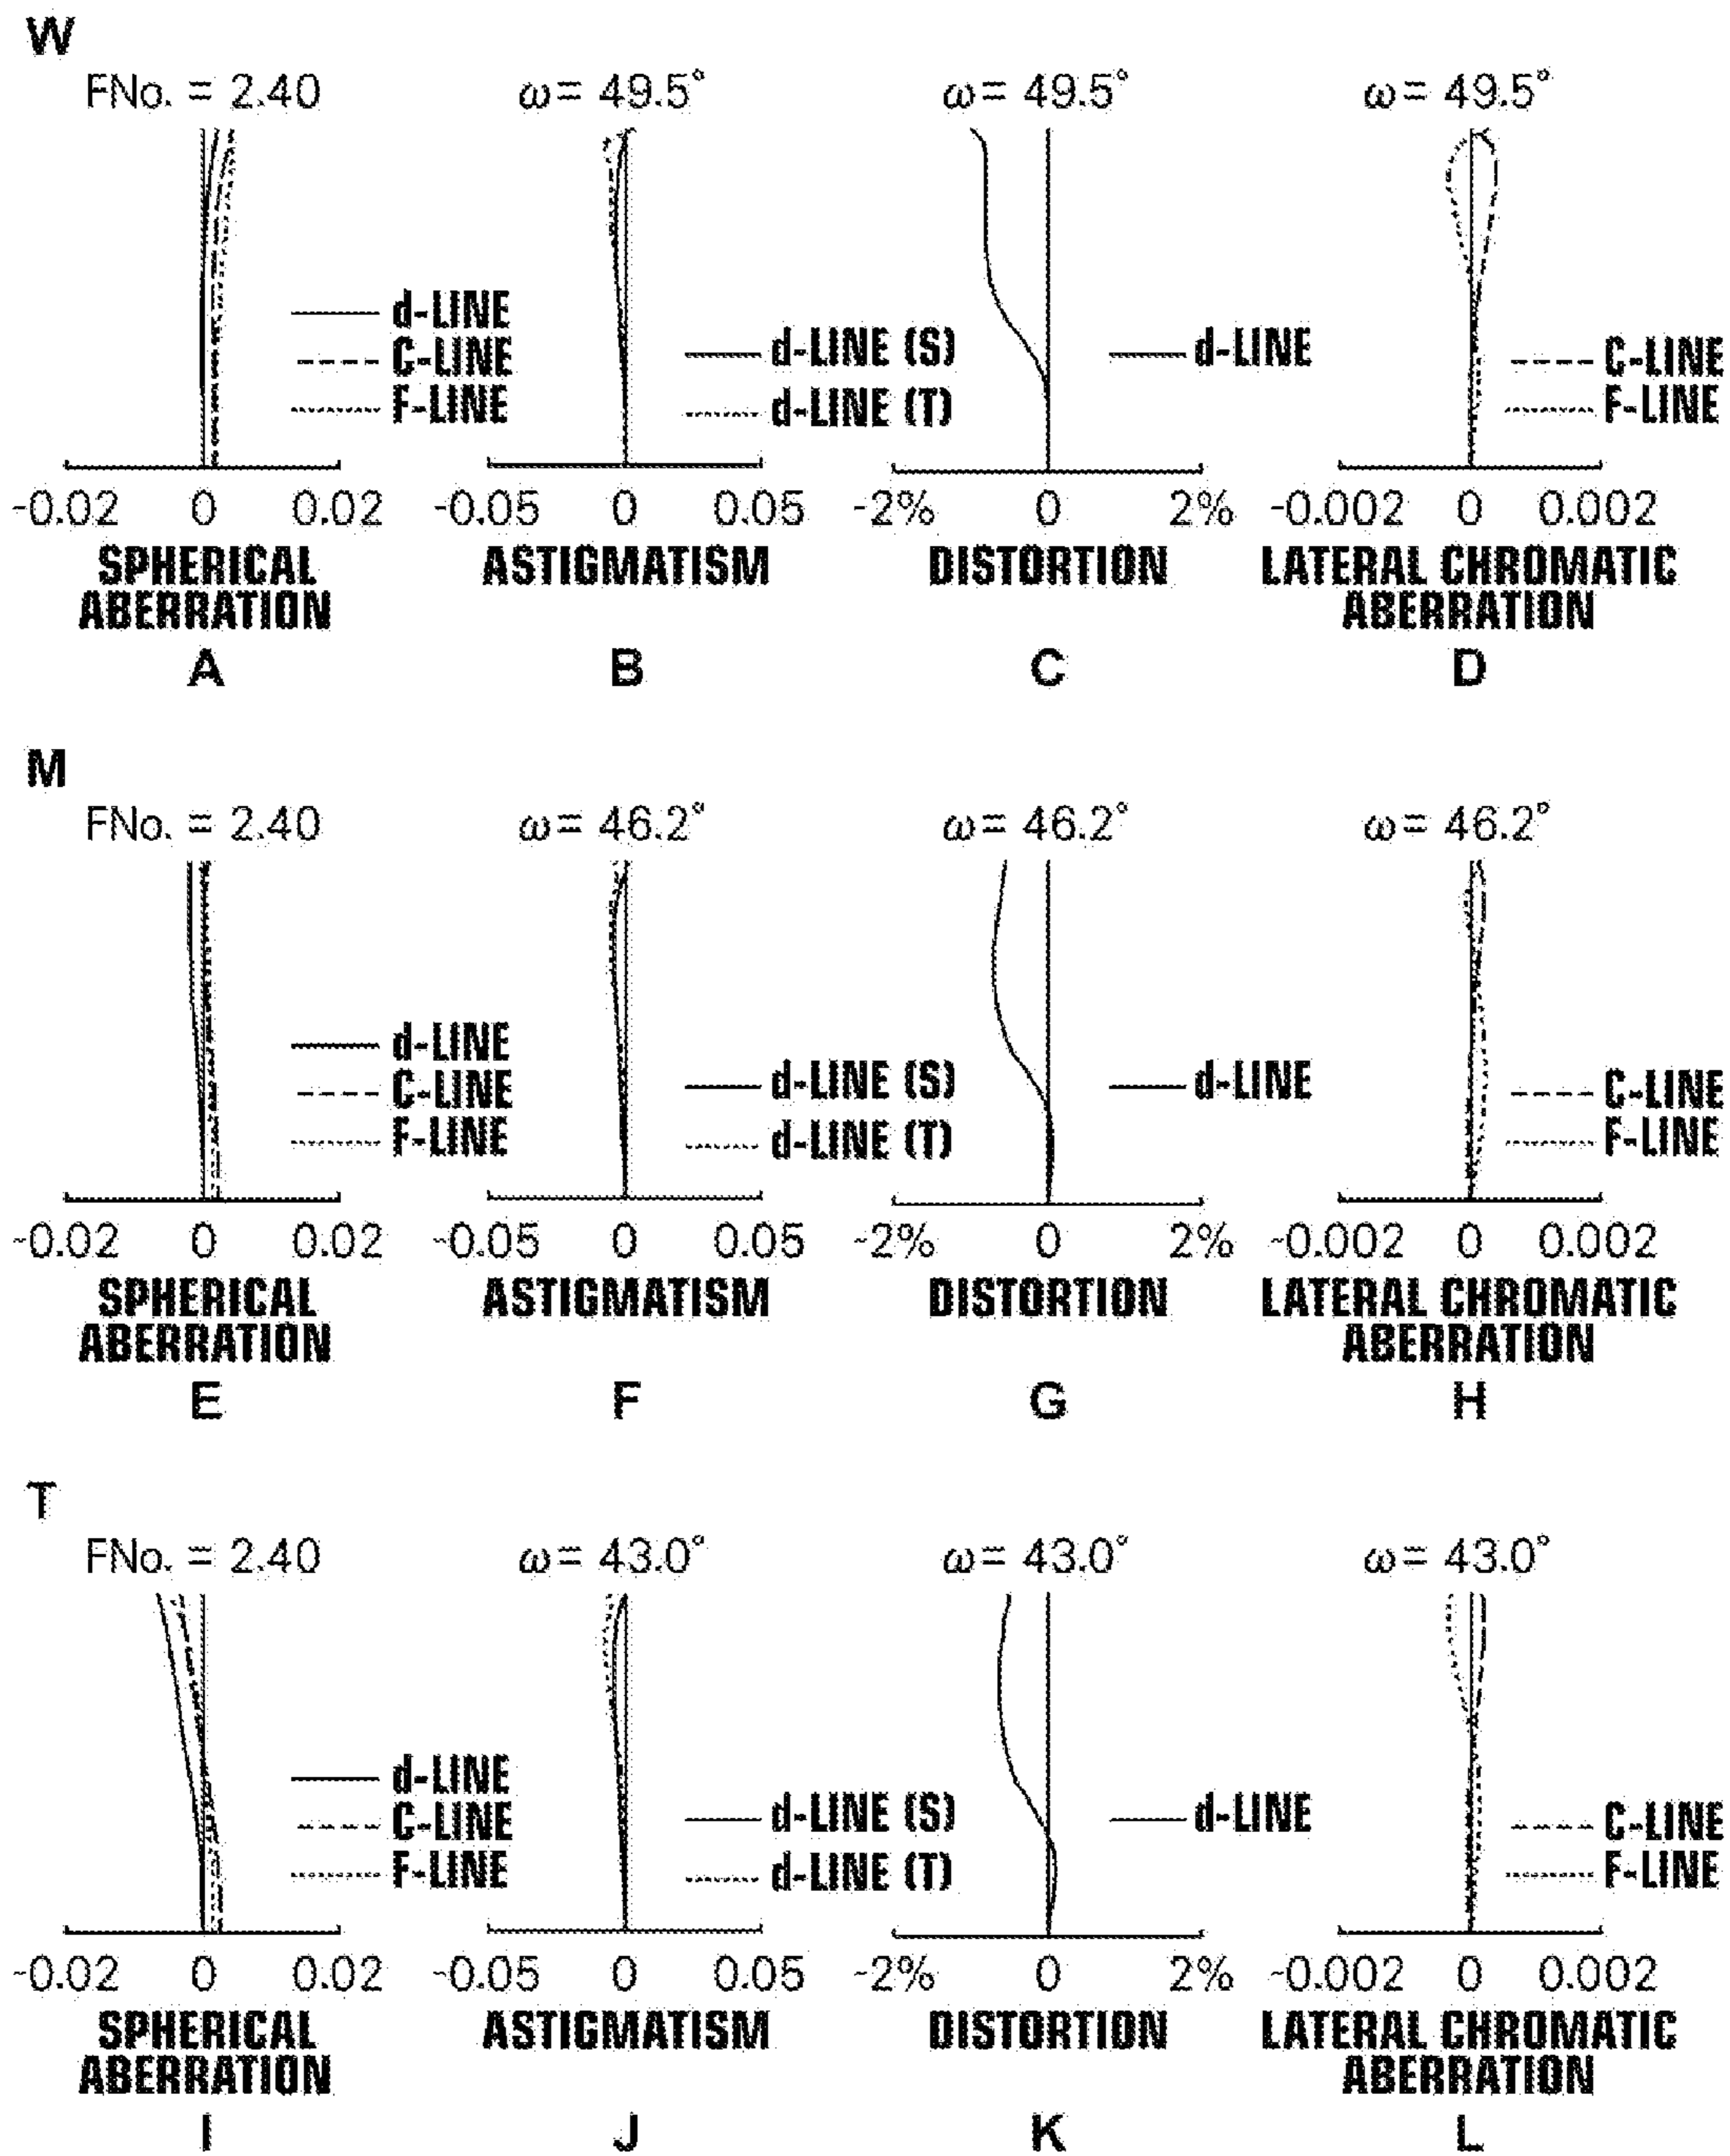 W
FNo. = 2.40 ω = 49.5° ω = 49.5° ω = 49.5°
d-LINE
C-LINE
F-LINE
d-LINE (S)
d-LINE (T)
d-LINE
C-LINE
F-LINE
-0.02 0 0.02 -0.05 0 0.05 -2% 0 2% -0.002 0 0.002
SPHERICAL ASTIGMATISM DISTORTION LATERAL CHROMATIC
ABERRATION ABERRATION
A B C D
M
FNo. = 2.40 ω = 46.2° ω = 46.2° ω = 46.2°
d-LINE
C-LINE
F-LINE
d-LINE (S)
d-LINE (T)
d-LINE
C-LINE
F-LINE
-0.02 0 0.02 -0.05 0 0.05 -2% 0 2% -0.002 0 0.002
SPHERICAL ASTIGMATISM DISTORTION LATERAL CHROMATIC
ABERRATION ABERRATION
E F G H
T
FNo. = 2.40 ω = 43.0° ω = 43.0° ω = 43.0°
d-LINE
C-LINE
F-LINE
d-LINE (S)
d-LINE (T)
d-LINE
C-LINE
F-LINE
-0.02 0 0.02 -0.05 0 0.05 -2% 0 2% -0.002 0 0.002
SPHERICAL ASTIGMATISM DISTORTION LATERAL CHROMATIC
ABERRATION ABERRATION
I J K L